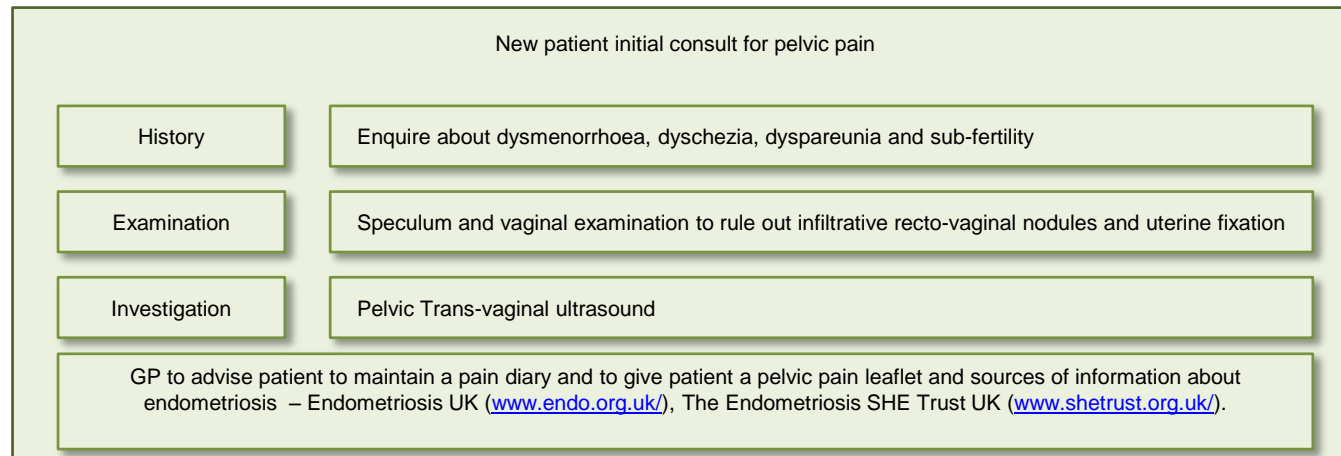 New patient initial consult for pelvic pain
History
Enquire about dysmenorrhoea, dyschezia, dyspareunia and sub-fertility
Examination
Speculum and vaginal examination to rule out infiltrative recto-vaginal nodules and uterine fixation
Investigation
Pelvic Trans-vaginal ultrasound
GP to advise patient to maintain a pain diary and to give patient a pelvic pain leaflet and sources of information about
endometriosis – Endometriosis UK (www.endo.org.uk/), The Endometriosis SHE Trust UK (www.shetrust.org.uk/).